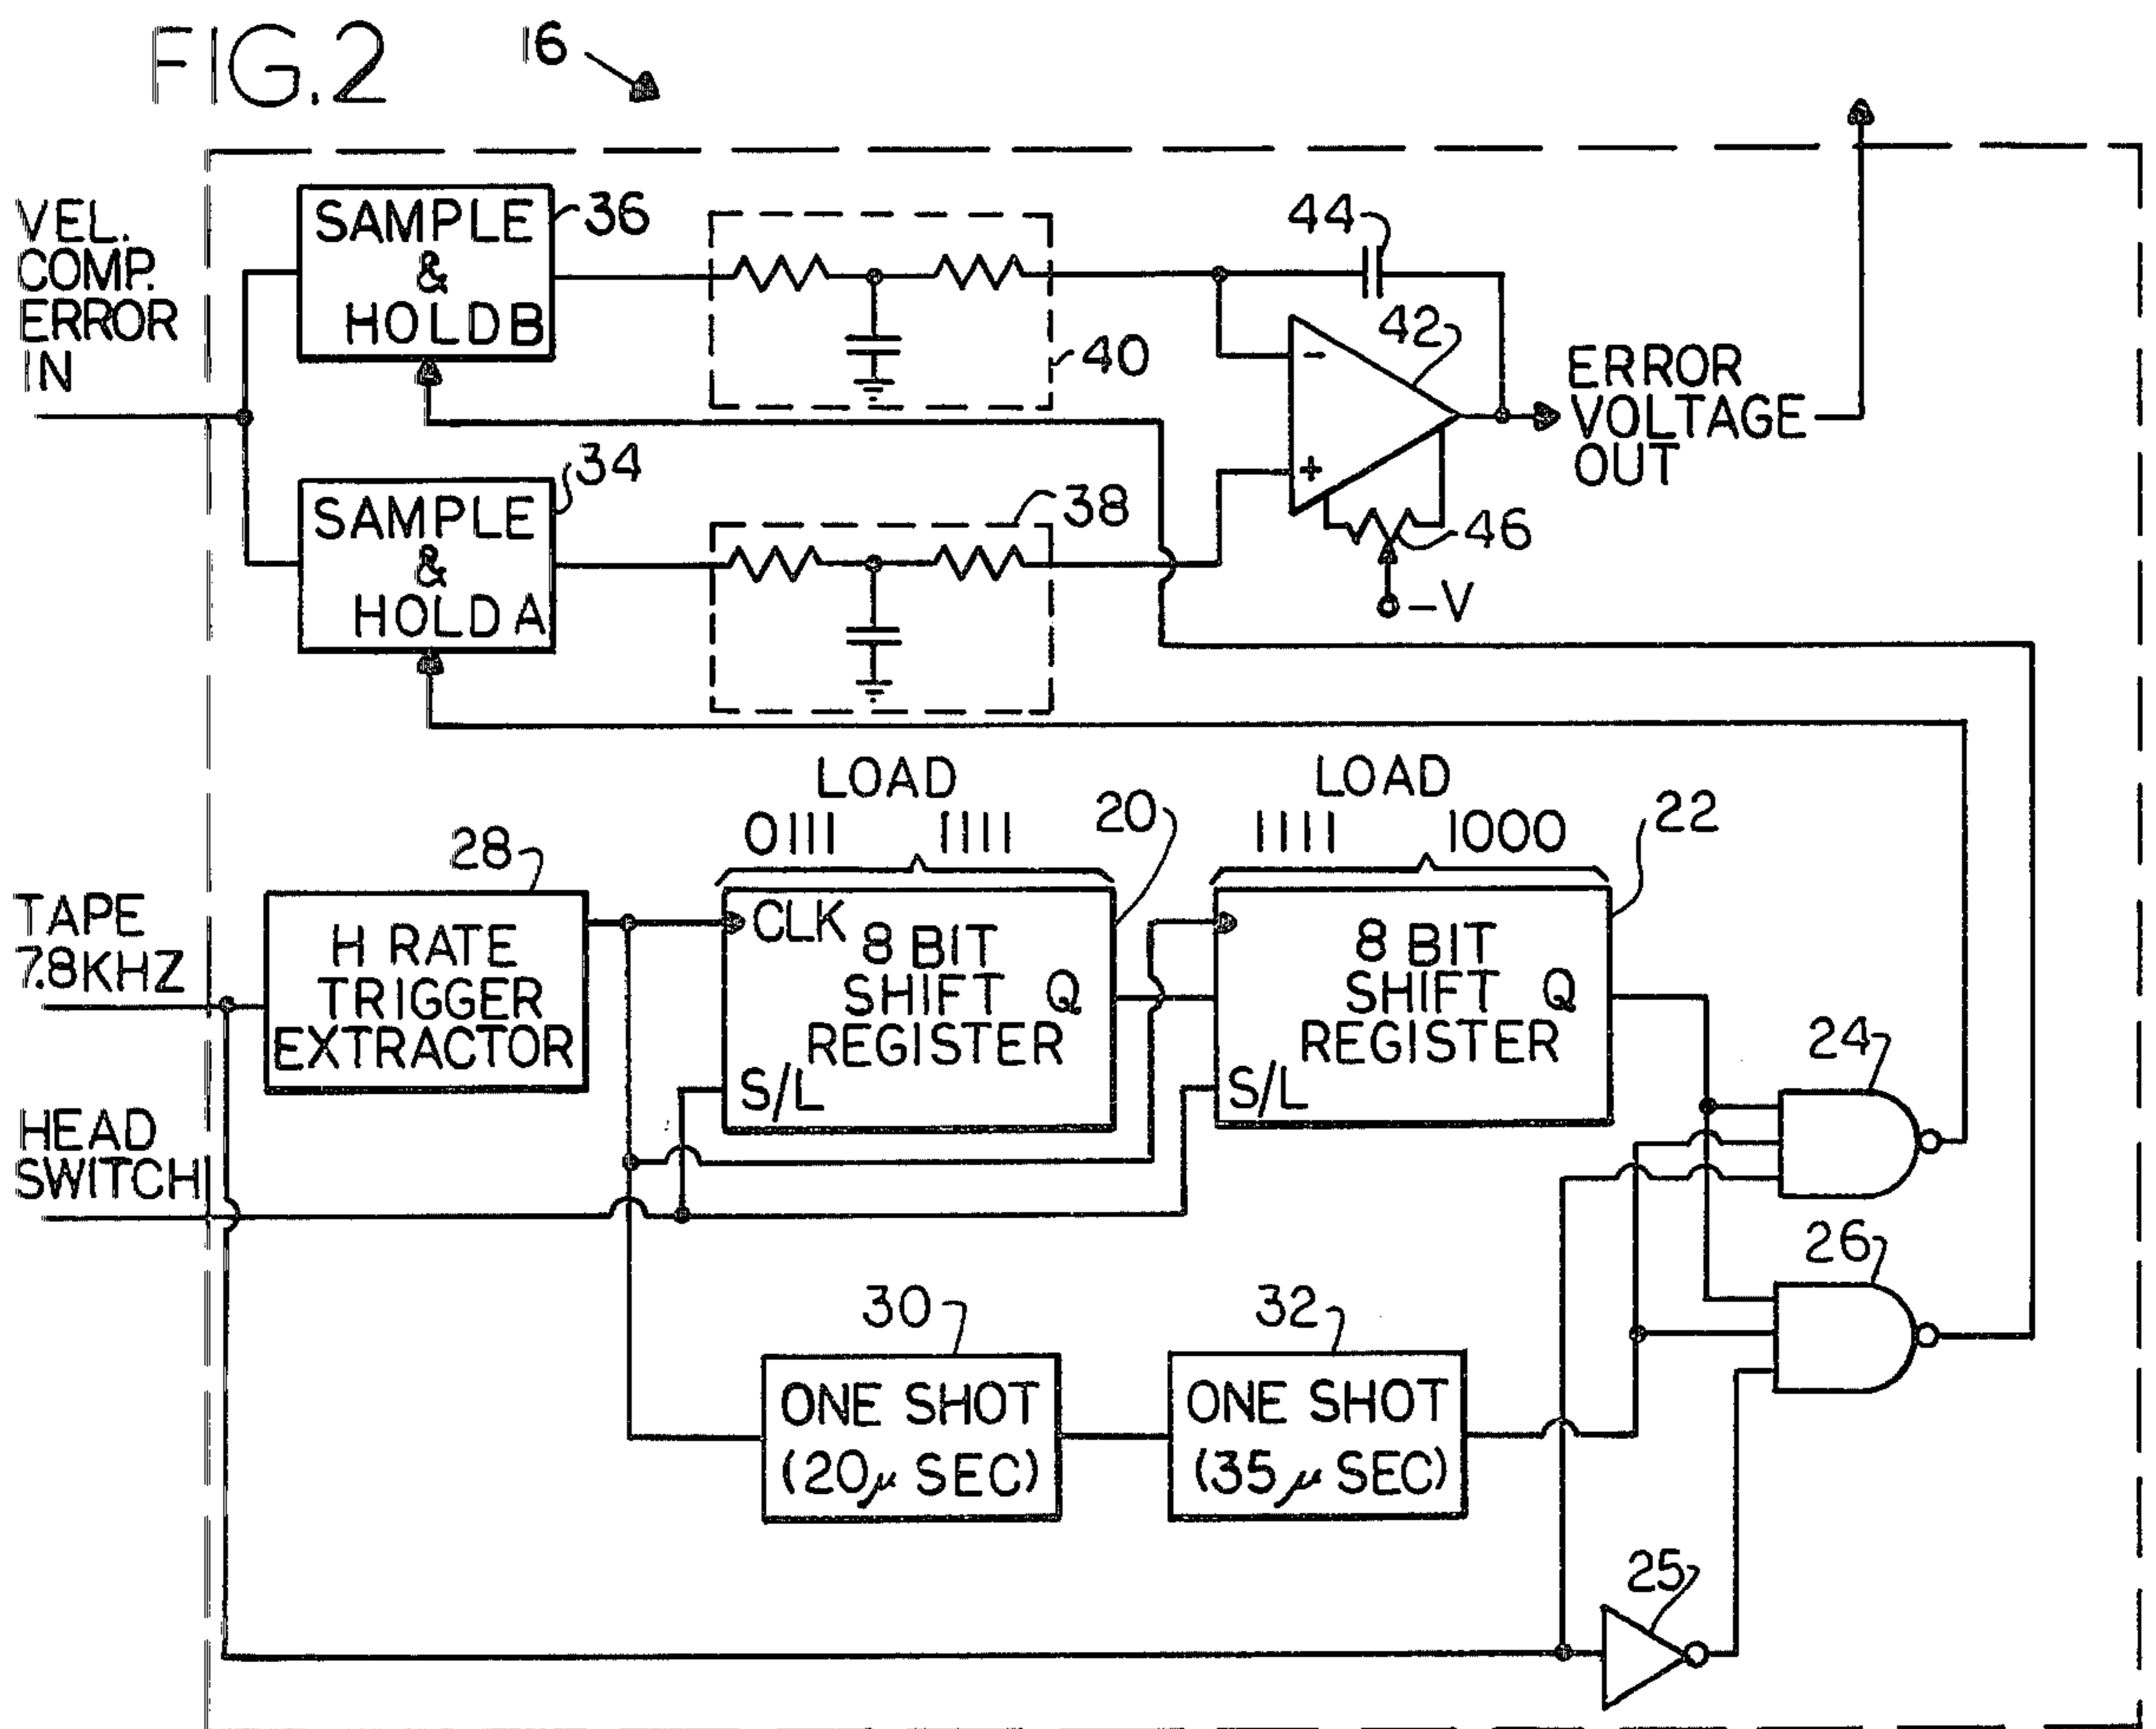 FIG.2
16
VEL.
COMP.
ERROR
IN
SAMPLE
&
HOLD B
36
40
44
42
ERROR
VOLTAGE
OUT
SAMPLE
&
HOLD A
34
38
46
-V
LOAD
0111 1111
20
LOAD
1111 1000
22
TAPE
7.8KHZ
28
H RATE
TRIGGER
EXTRACTOR
CLK
8 BIT
SHIFT
REGISTER
Q
S/L
8 BIT
SHIFT
REGISTER
Q
S/L
24
HEAD
SWITCH
26
30
ONE SHOT
(20μ SEC)
32
ONE SHOT
(35μ SEC)
25
-
+